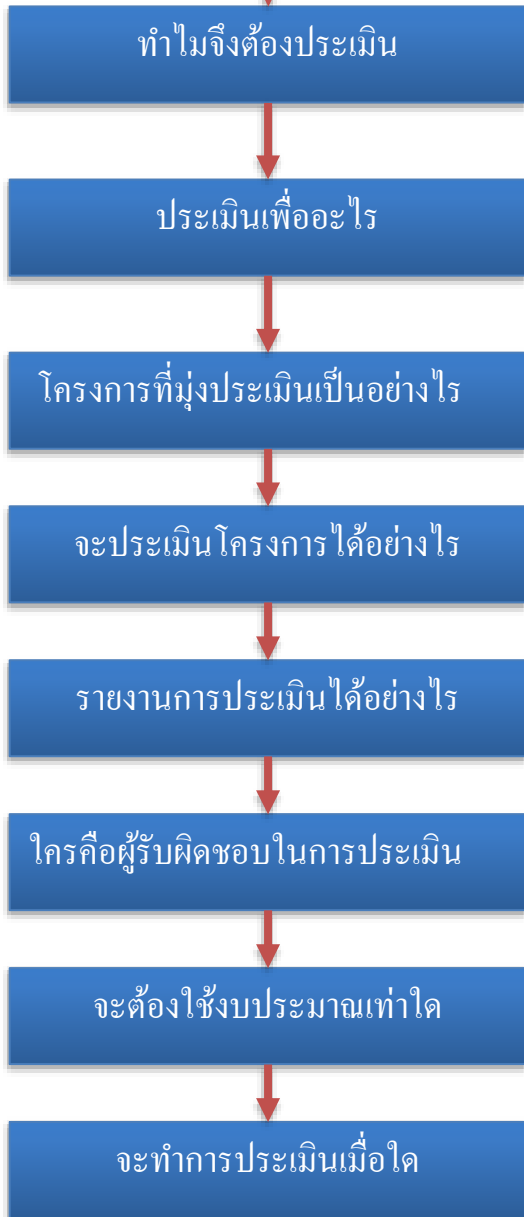 ทำไมจึงต้องประเมิน
ประเมินเพื่ออะไร
โครงการที่มุ่งประเมินเป็นอย่างไร
จะประเมินโครงการได้อย่างไร
รายงานการประเมินได้อย่างไร
ใครคือผู้รับผิดชอบในการประเมิน
จะต้องใช้งบประมาณเท่าใด
จะทำการประเมินเมื่อใด